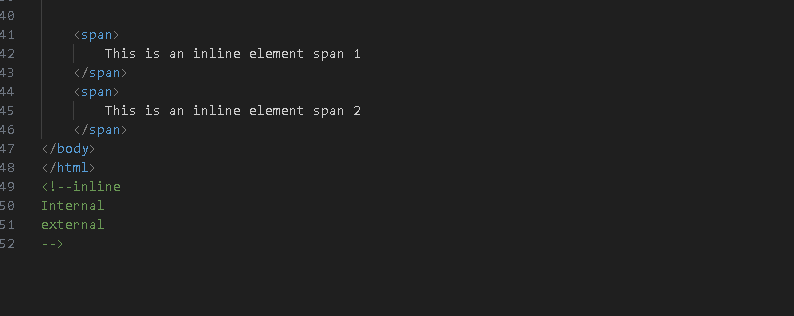 40
41 <span>
42 This is an inline element span 1
43 </span>
44 <span>
45 This is an inline element span 2
46 </span>
47 </body>
48 </html>
49 <!--inline
50 Internal
51 external
52 -->